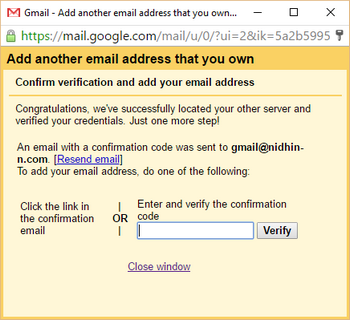 Gmail - Add another email address that you own...
https://mail.google.com/mail/u/0/?ui=2&ik=5a2b5995
Add another email address that you own
Confirm verification and add your email address
Congratulations, we've successfully located your other server and
verified your credentials. Just one more step!
An email with a confirmation code was sent to gmail@nidhin-
n.com. [Resend email]
To add your email address, do one of the following:
Click the link in
the confirmation
email
|
OR
|
Enter and verify the confirmation
code
Verify
Close window